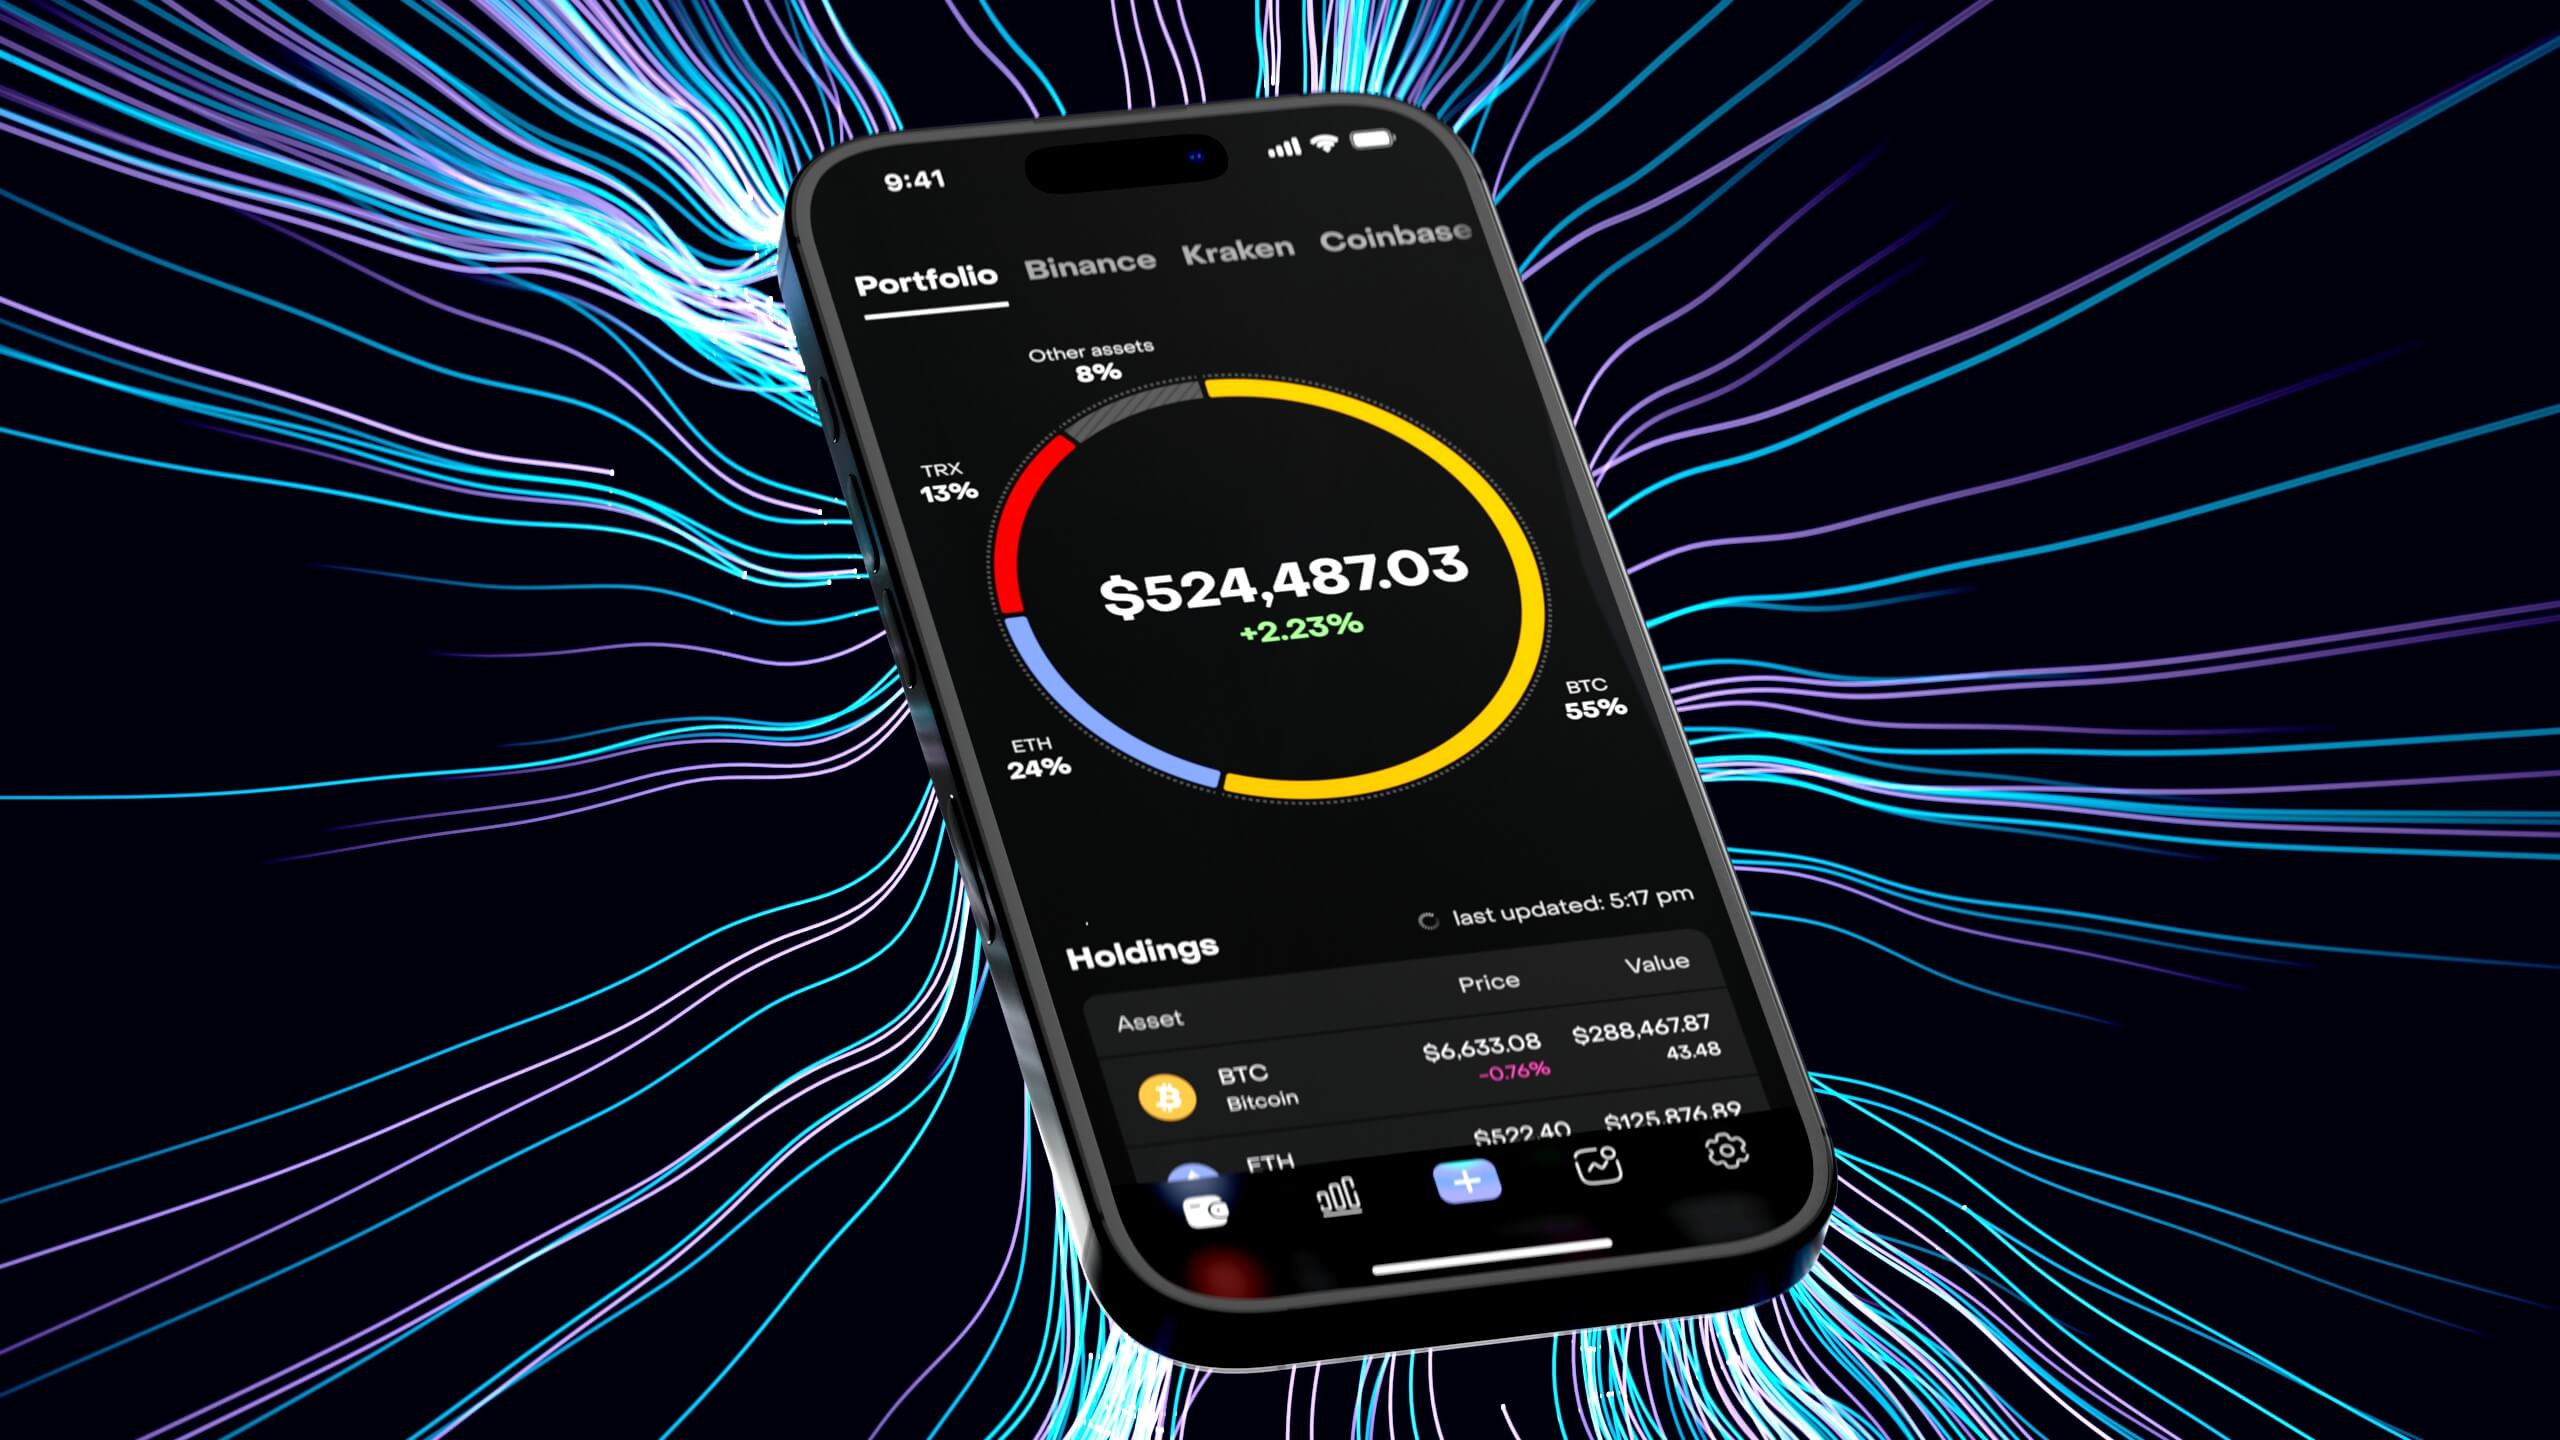 9:41
Portfolio Binance Kraken Coinbase
Other assets
8%
TRX
13%
$524,487.03
+2.23%
BTC
55%
ETH
24%
last updated: 5:17 pm
Holdings
Asset Price Value
BTC $6,633.08 $288,467.87
Bitcoin -0.76% 43.48
ETH $522.40 $125,876.89